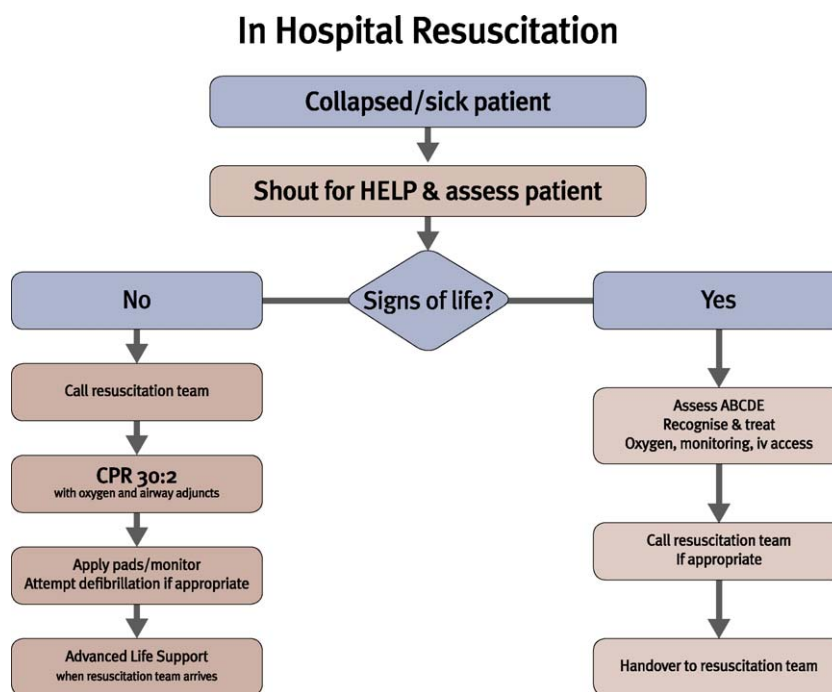 In Hospital Resuscitation
Collapsed/sick patient
Shout for HELP & assess patient
Signs of life?
No
Call resuscitation team
CPR 30:2
with oxygen and airway adjuncts
Apply pads/monitor
Attempt defibrillation if appropriate
Advanced Life Support
when resuscitation team arrives
Yes
Assess ABCDE
Recognise & treat
Oxygen, monitoring, iv access
Call resuscitation team
If appropriate
Handover to resuscitation team